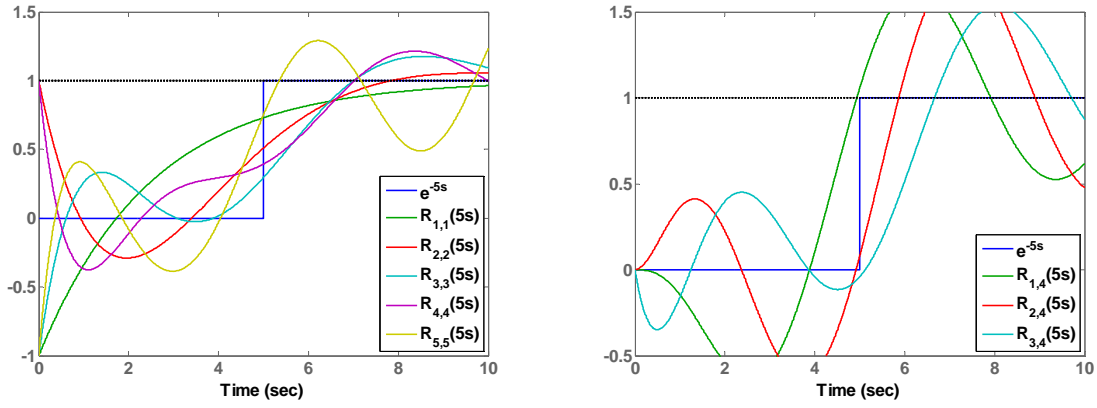 1.5
1
0.5
0
-0.5
-1
0 2 4 6 8 10
Time (sec)
e-5s
R1,1(5s)
R2,2(5s)
R3,3(5s)
R4,4(5s)
R5,5(5s)
1.5
1
0.5
0
-0.5
0 2 4 6 8 10
Time (sec)
e-5s
R1,4(5s)
R2,4(5s)
R3,4(5s)